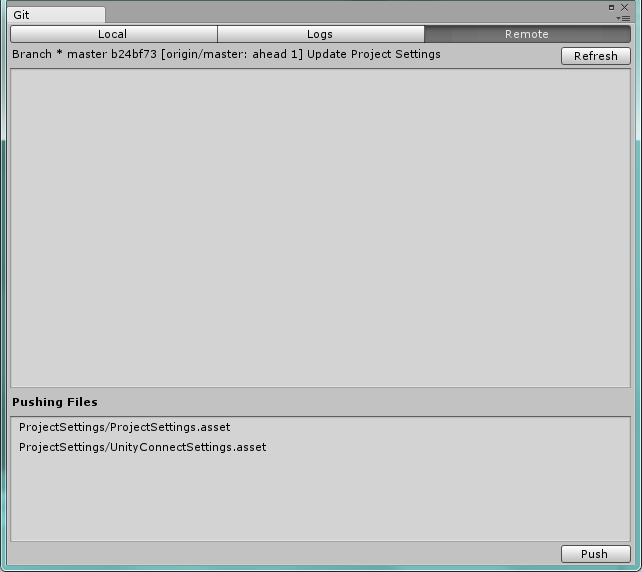 Git
Local
Logs
Remote
Branch * master b24bf73 [origin/master: ahead 1] Update Project Settings
Refresh
Pushing Files
ProjectSettings/ProjectSettings.asset
ProjectSettings/UnityConnectSettings.asset
Push